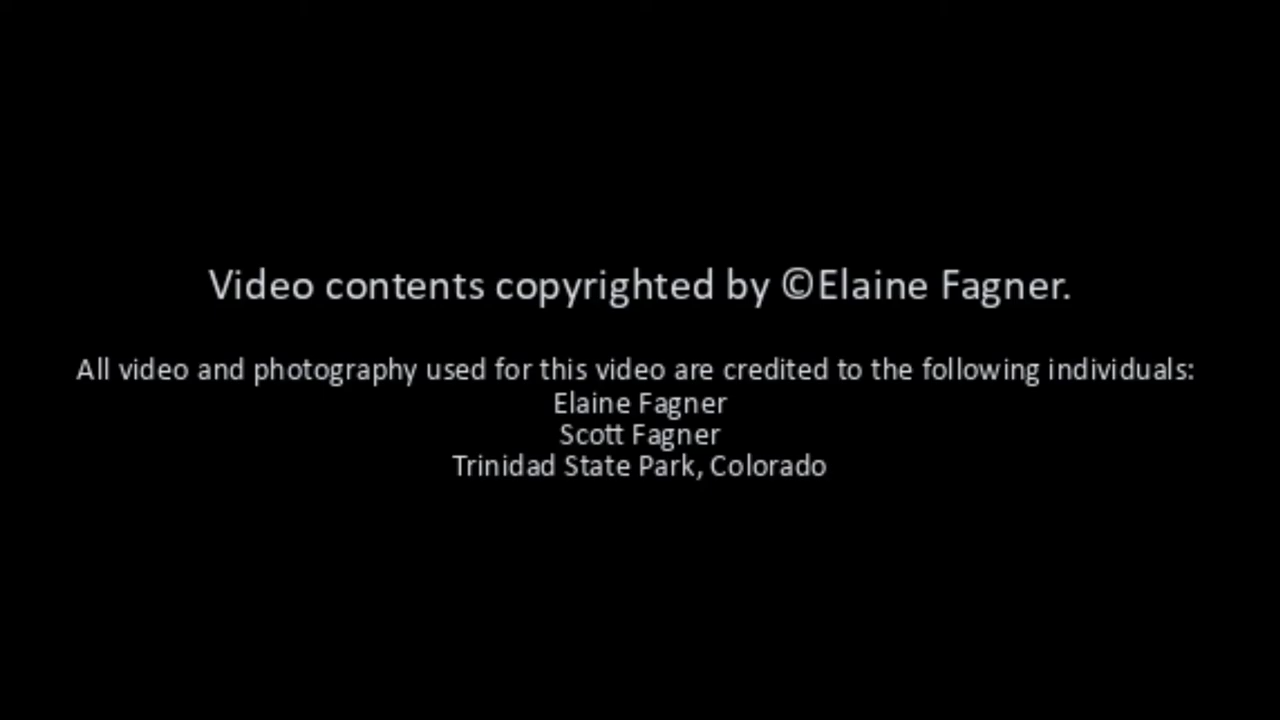 Video contents copyrighted by ©Elaine Fagner.
All video and photography used for this video are credited to the following individuals:
Elaine Fagner
Scott Fagner
Trinidad State Park, Colorado